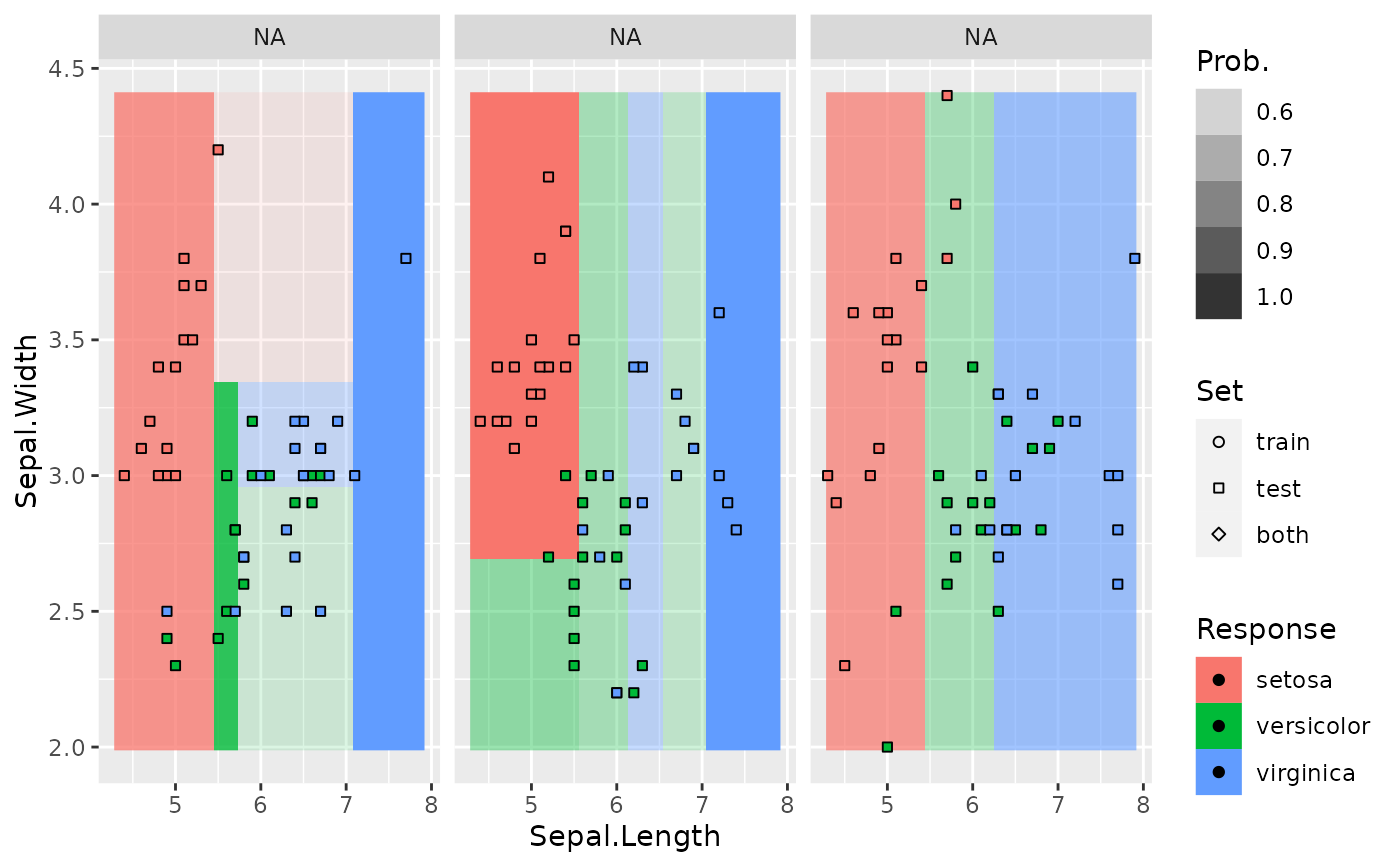 NA NA NA
4.5
4.0
3.5
3.0
2.5
2.0
Sepal.Width
5 6 7 8 5 6 7 8 5 6 7 8
Sepal.Length
Prob.
0.6
0.7
0.8
0.9
1.0
Set
train
test
both
Response
setosa
versicolor
virginica